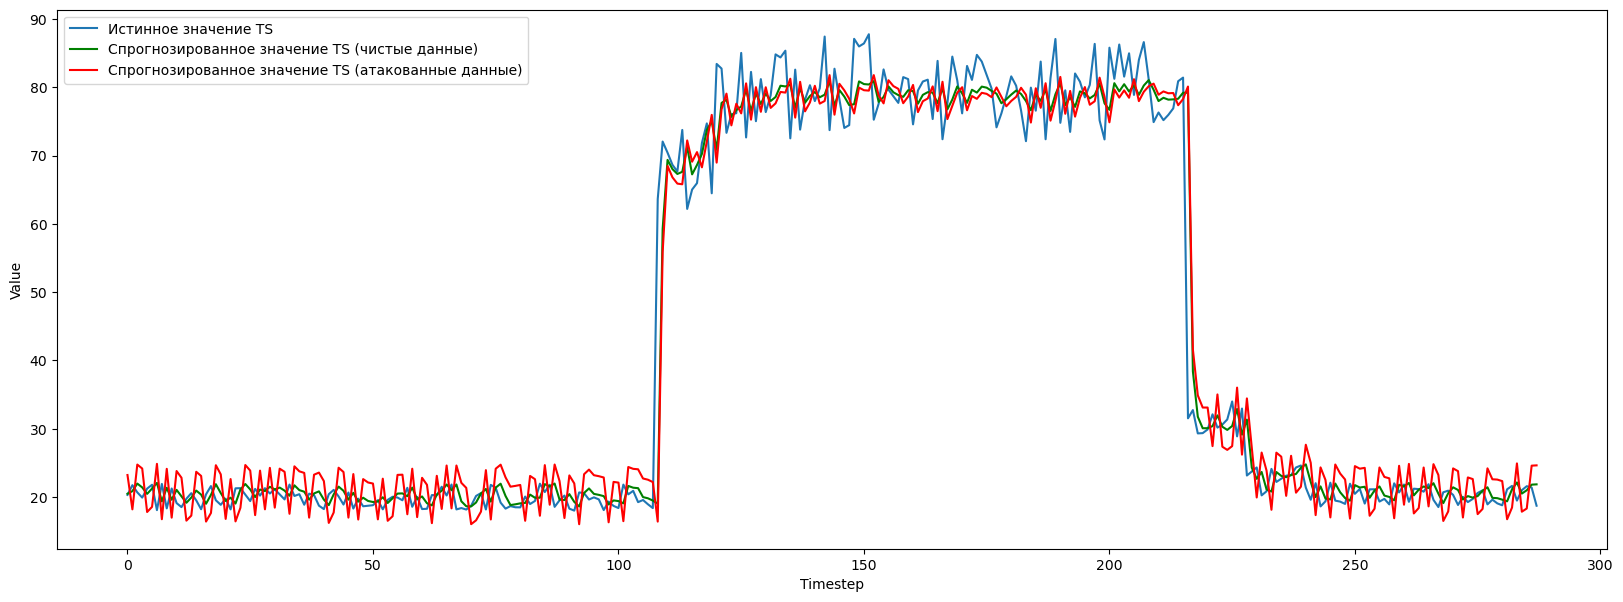 Истинное значение TS
Спрогнозированное значение TS (чистые данные)
Спрогнозированное значение TS (атакованные данные)
90
80
70
60
50
40
30
20
Value
0 50 100 150 200 250 300
Timestep